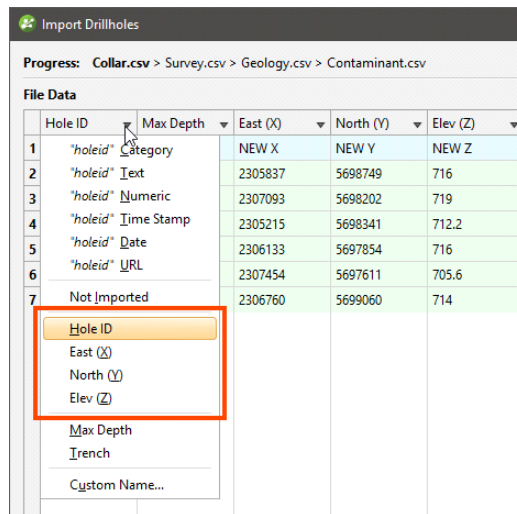 Import Drillholes
Progress: Collar.csv > Survey.csv > Geology.csv > Contaminant.csv
File Data
Hole ID Max Depth East (X) North (Y) Elev (Z)
1 "holeid" Category NEW X NEW Y NEW Z
2 "holeid" Text 2305837 5698749 716
3 "holeid" Numeric 2307093 5698202 719
4 "holeid" Time Stamp 2305215 5698341 712.2
"holeid" Date
5 2306133 5697854 716
6 "holeid" URL 2307454 5697611 705.6
7 Not Imported 2306760 5699060 714
Hole ID
East (X)
North (Y)
Elev (Z)
Max Depth
Trench
Custom Name...